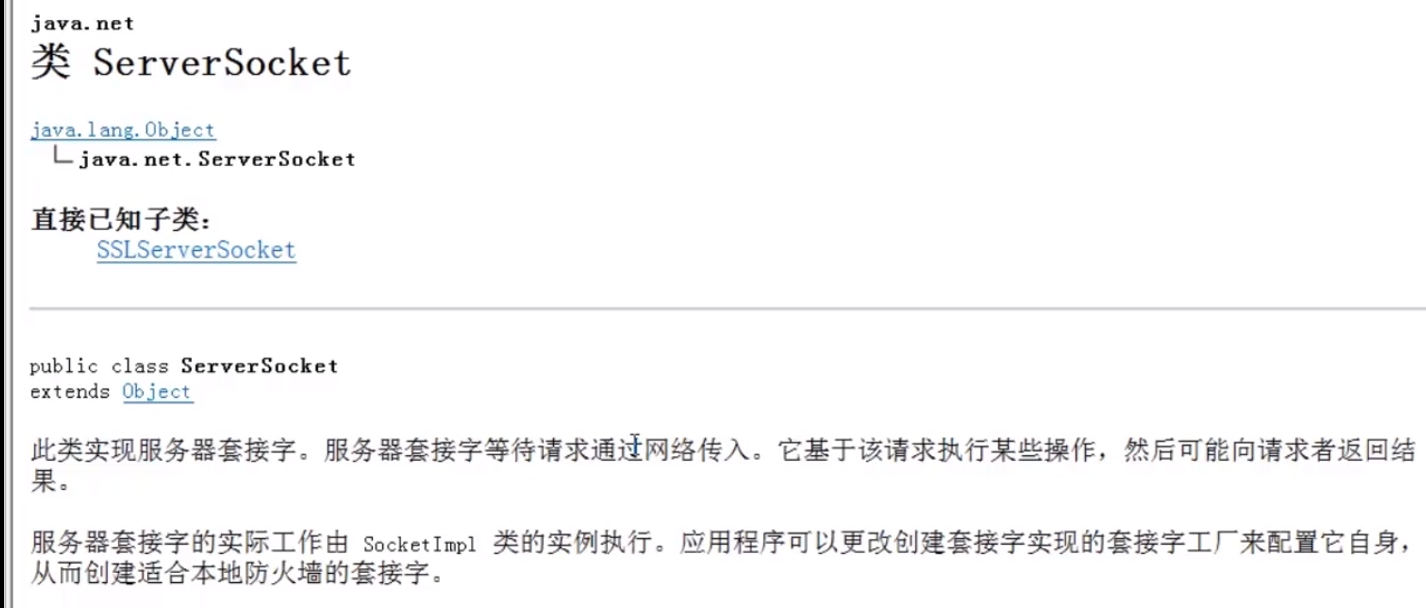 java.net
类 ServerSocket
java.lang.Object
java.net.ServerSocket
直接已知子类：
SSLServerSocket
public class ServerSocket
extends Object
此类实现服务器套接字。服务器套接字等待请求通过网络传入。它基于该请求执行某些操作，然后可能向请求者返回结
果。
服务器套接字的实际工作由 SocketImpl 类的实例执行。应用程序可以更改创建套接字实现的套接字工厂来配置它自身，
从而创建适合本地防火墙的套接字。